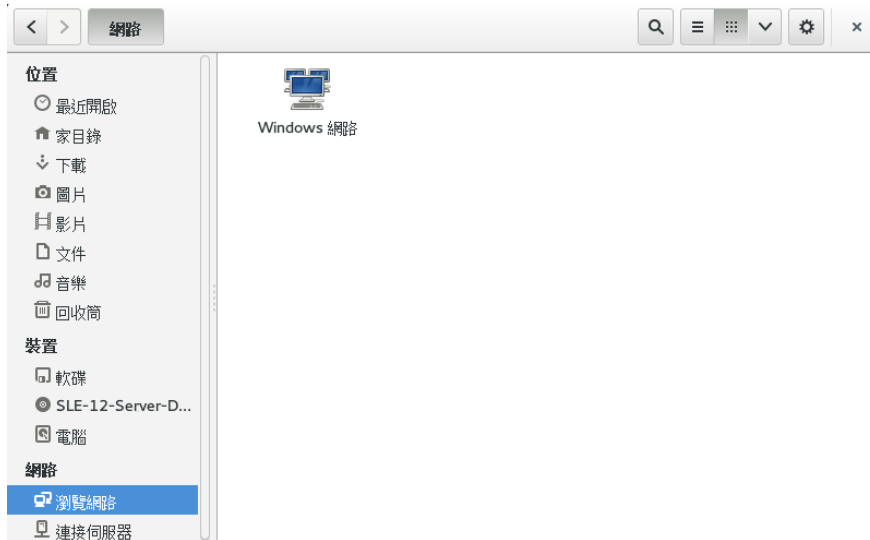 網路
位置
最近開啟
家目錄
下載
圖片
影片
文件
音樂
回收筒
裝置
軟碟
SLE-12-Server-D...
電腦
網路
瀏覽網路
連接伺服器
Windows 網路